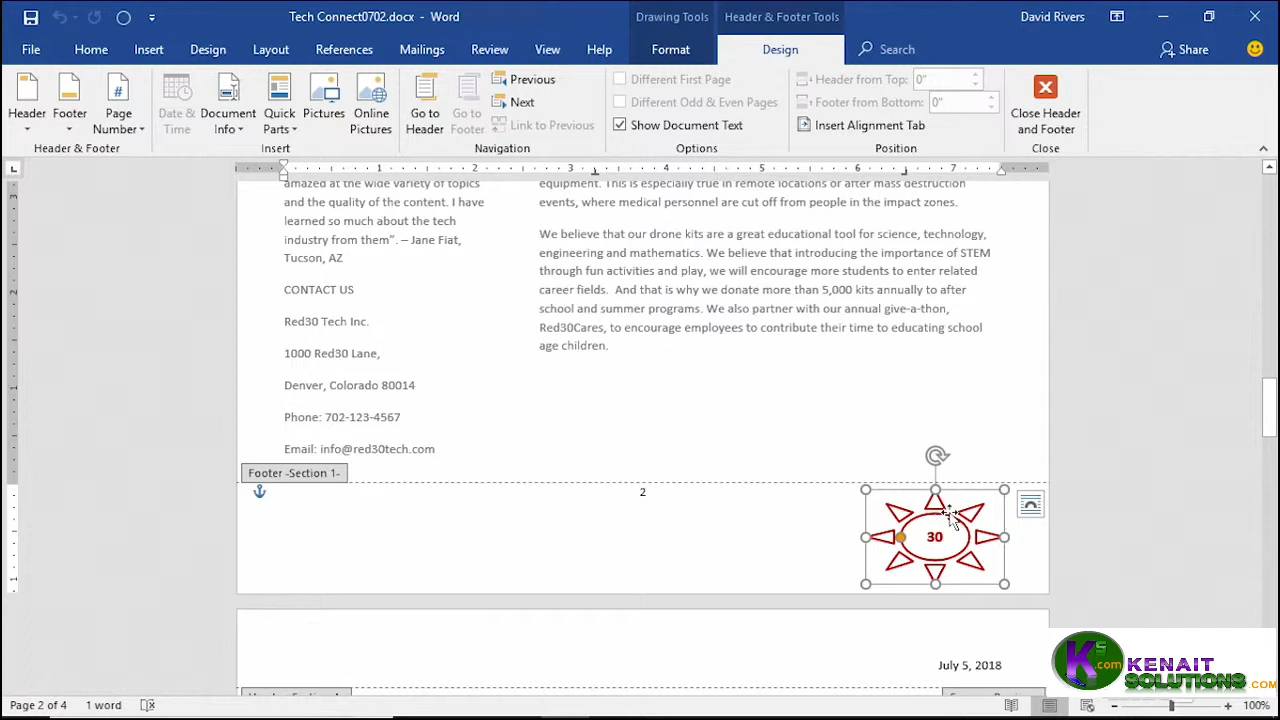 Tech Connect0702.docx - Word
Drawing Tools
Header & Footer Tools
David Rivers
File
Home
Insert
Design
Layout
References
Mailings
Review
View
Help
Format
Design
Search
Share
Header
Footer
Page
Number
Header & Footer
Date &
Time
Document
Info
Quick
Parts
Pictures
Online
Pictures
Insert
Go to
Header
Go to
Footer
Previous
Next
Link to Previous
Navigation
Different First Page
Different Odd & Even Pages
Show Document Text
Options
Header from Top: 0"
Footer from Bottom: 0"
Insert Alignment Tab
Position
Close Header
and Footer
Close
1 2 3 4 5 6 7
amazed at the wide variety of topics
and the quality of the content. I have
learned so much about the tech
industry from them”. – Jane Fiat,
Tucson, AZ
CONTACT US
Red30 Tech Inc.
1000 Red30 Lane,
Denver, Colorado 80014
Phone: 702-123-4567
Email: info@red30tech.com
equipment. This is especially true in remote locations or after mass destruction
events, where medical personnel are cut off from people in the impact zones.
We believe that our drone kits are a great educational tool for science, technology,
engineering and mathematics. We believe that introducing the importance of STEM
through fun activities and play, we will encourage more students to enter related
career fields.  And that is why we donate more than 5,000 kits annually to after
school and summer programs. We also partner with our annual give-a-thon,
Red30Cares, to encourage employees to contribute their time to educating school
age children.
Footer -Section 1-
2
30
July 5, 2018
K S .com
KENAIT
SOLUTIONS.COM
Page 2 of 4
1 word
100%